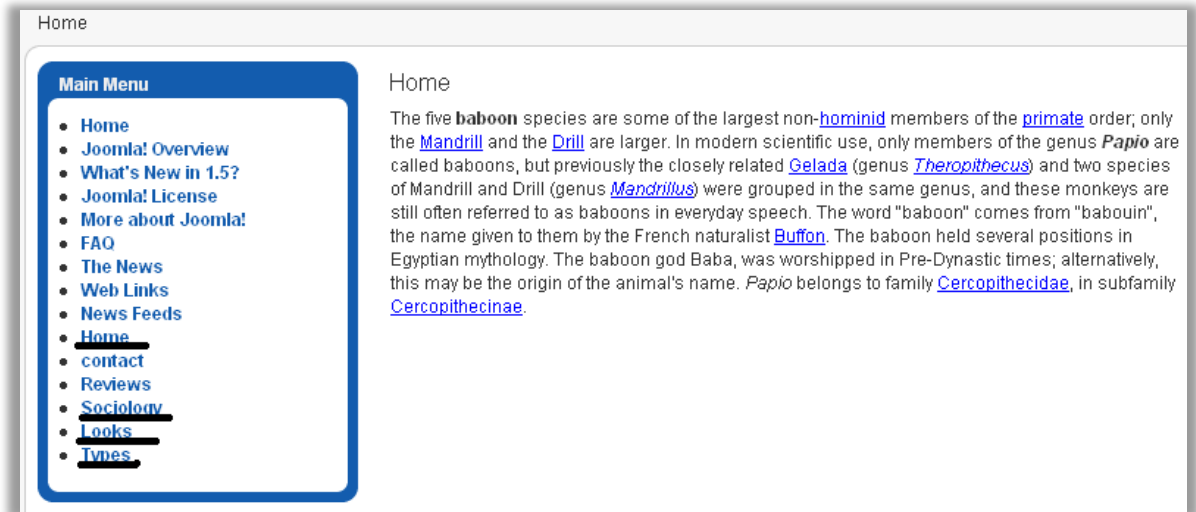 Home
Main Menu
Home
Joomla! Overview
What's New in 1.5?
Joomla! License
More about Joomla!
FAQ
The News
Web Links
News Feeds
Home
contact
Reviews
Sociology
Looks
Types
Home
The five baboon species are some of the largest non-hominid members of the primate order; only
the Mandrill and the Drill are larger. In modern scientific use, only members of the genus Papio are
called baboons, but previously the closely related Gelada (genus Theropithecus) and two species
of Mandrill and Drill (genus Mandrillus) were grouped in the same genus, and these monkeys are
still often referred to as baboons in everyday speech. The word "baboon" comes from "babouin",
the name given to them by the French naturalist Buffon. The baboon held several positions in
Egyptian mythology. The baboon god Baba, was worshipped in Pre-Dynastic times; alternatively,
this may be the origin of the animal's name. Papio belongs to family Cercopithecidae, in subfamily
Cercopithecinae.